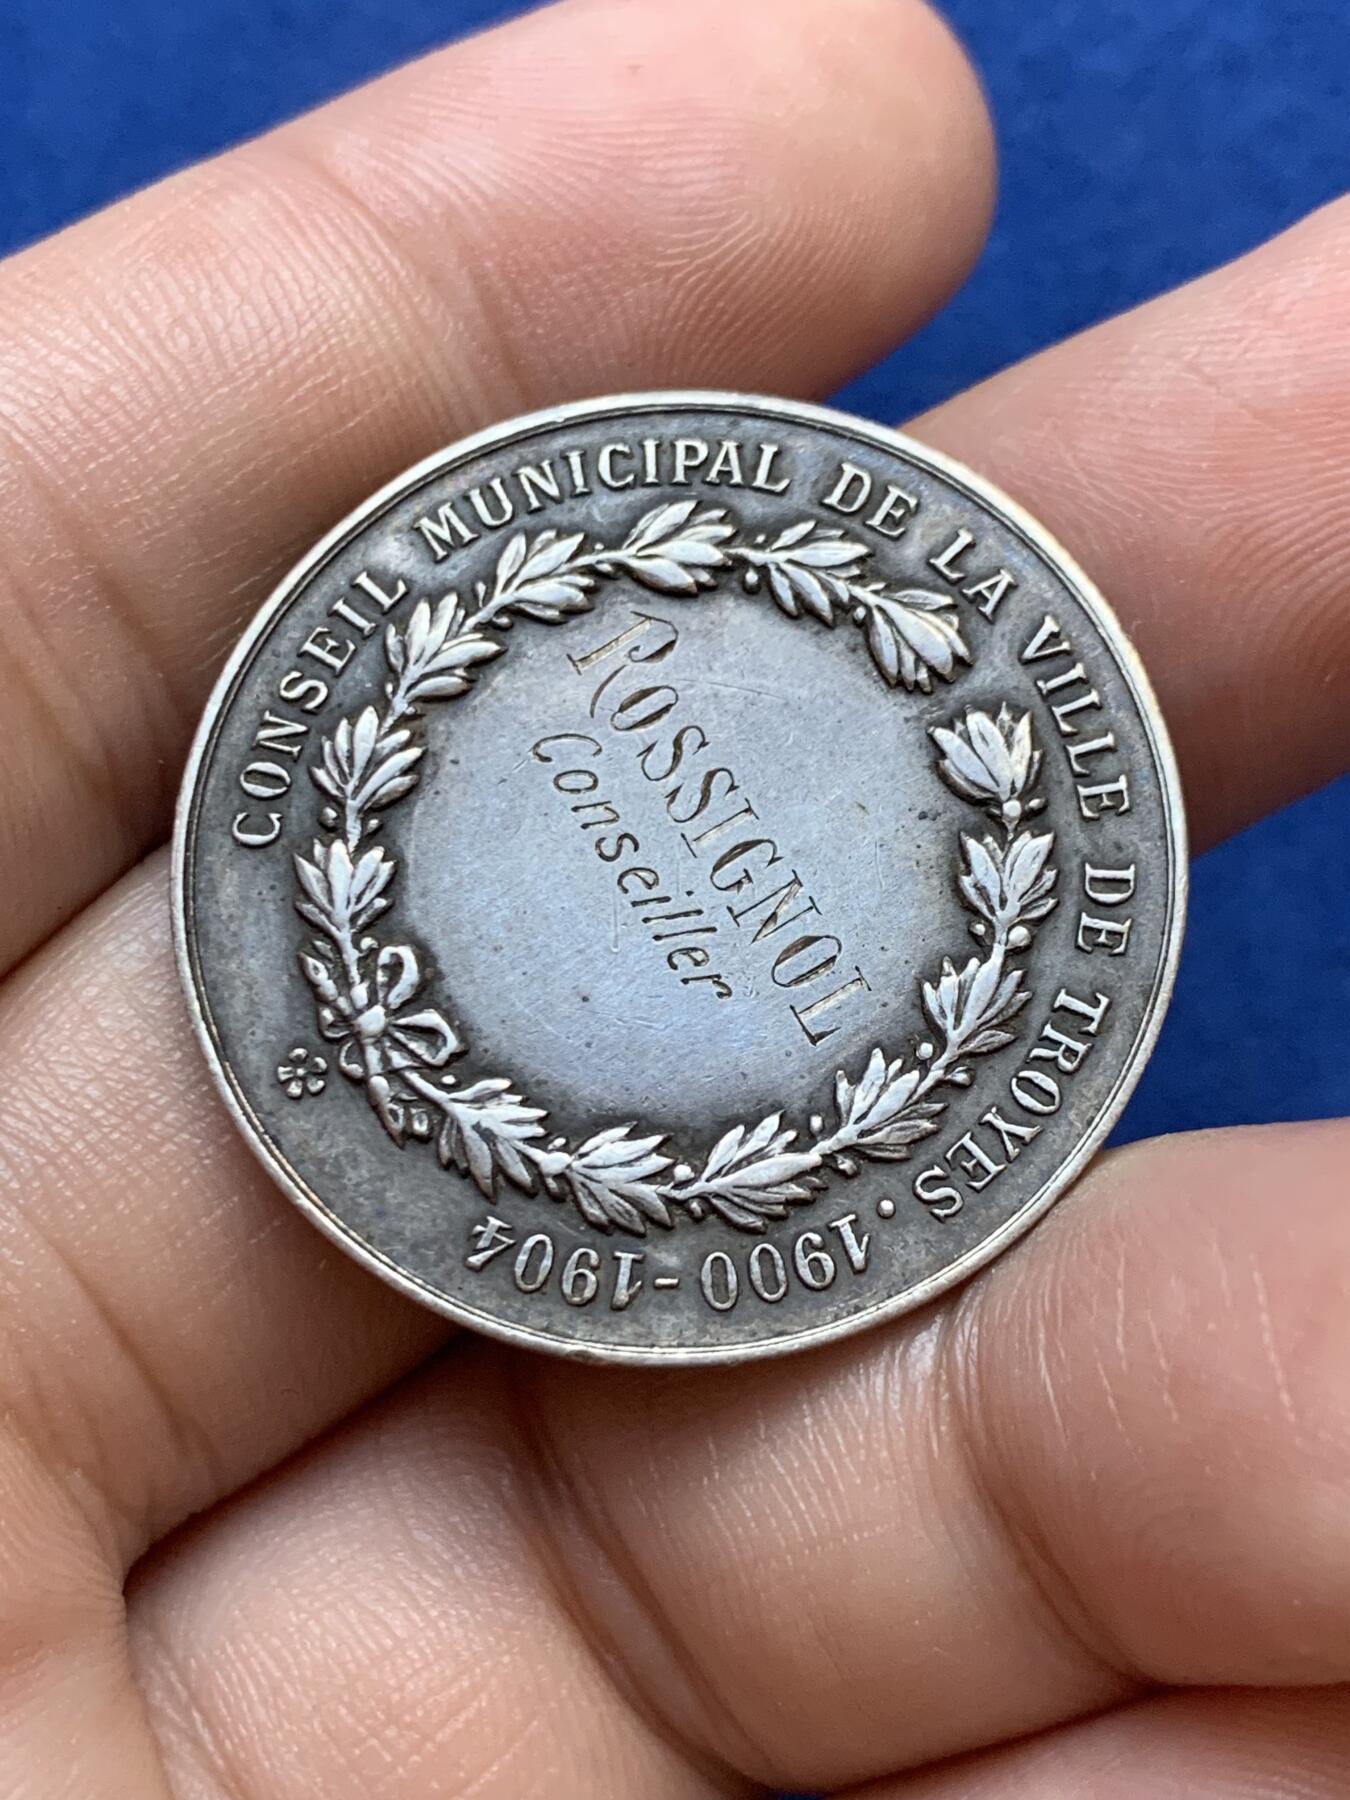 CONSEIL MUNICIPAL DE LA VILLE DE TROYES . 1900-1904
ROSSIGNOL
Conseiller